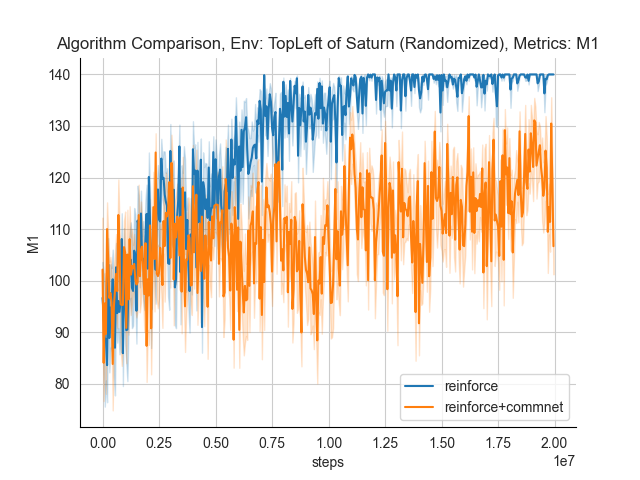 Algorithm Comparison, Env: TopLeft of Saturn (Randomized), Metrics: M1
140
130
120
110
100
90
80
M1
reinforce
reinforce+commnet
0.00 0.25 0.50 0.75 1.00 1.25 1.50 1.75 2.00
steps
1e7